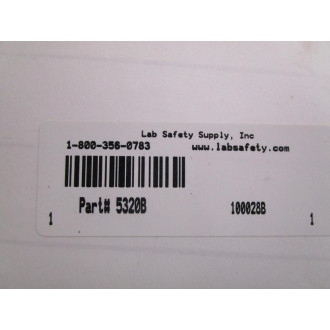 Lab Safety Supply, Inc
1-800-356-0783 www.labsafety.com
Part# 5320B 100028B
1 1